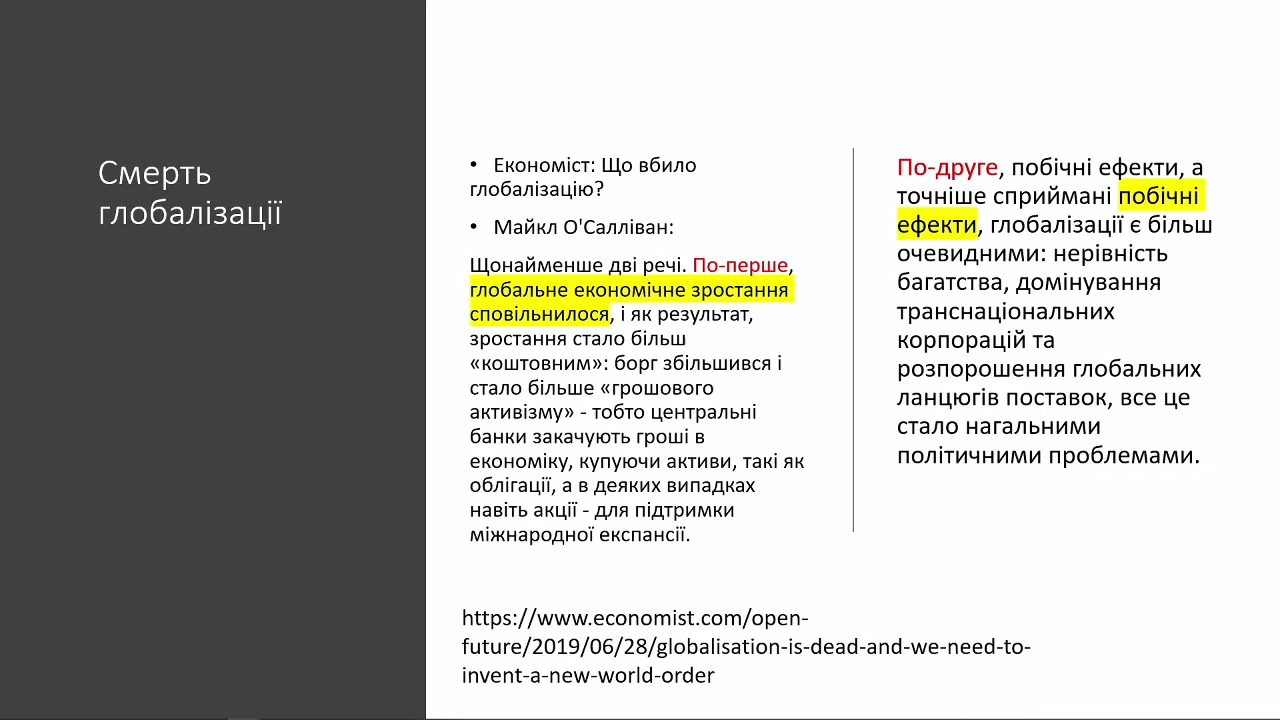 Смерть
глобалізації
• Економіст: Що вбило
глобалізацію?
• Майкл О'Салліван:
Щонайменше дві речі. По-перше,
глобальне економічне зростання
сповільнилося, і як результат,
зростання стало більш
«коштовним»: борг збільшився і
стало більше «грошового
активізму» - тобто центральні
банки закачують гроші в
економіку, купуючи активи, такі як
облігації, а в деяких випадках
навіть акції - для підтримки
міжнародної експансії.
По-друге, побічні ефекти, а
точніше сприймані побічні
ефекти, глобалізації є більш
очевидними: нерівність
багатства, домінування
транснаціональних
корпорацій та
розпорошення глобальних
ланцюгів поставок, все це
стало нагальними
політичними проблемами.
https://www.economist.com/open-
future/2019/06/28/globalisation-is-dead-and-we-need-to-
invent-a-new-world-order